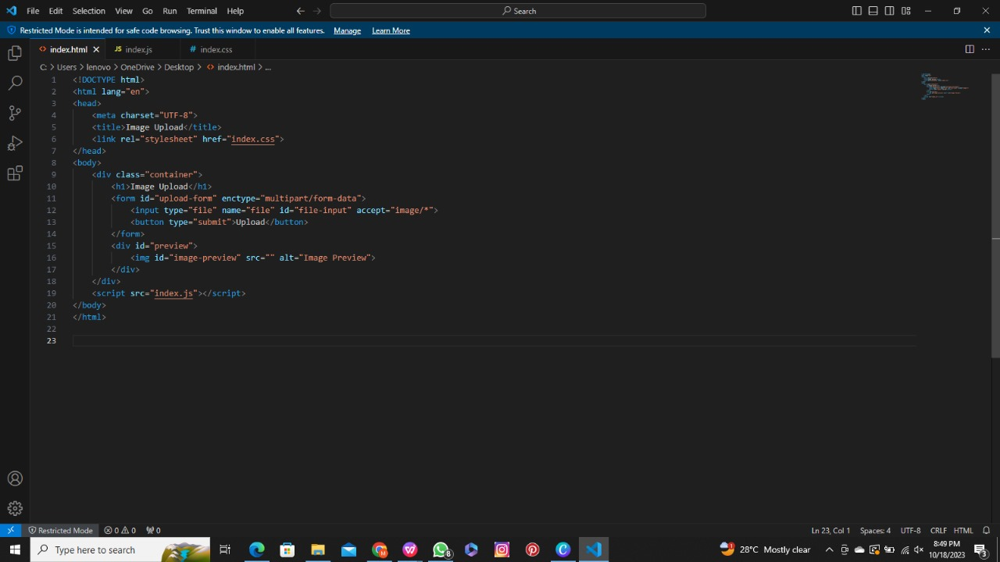 File Edit Selection View Go Run Terminal Help Search
Restricted Mode is intended for safe code browsing. Trust this window to enable all features. Manage Learn More
index.html JS index.js # index.css
C: > Users > lenovo > OneDrive > Desktop > index.html > ...
1 <!DOCTYPE html>
2 <html lang="en">
3 <head>
4 <meta charset="UTF-8">
5 <title>Image Upload</title>
6 <link rel="stylesheet" href="index.css">
7 </head>
8 <body>
9 <div class="container">
10 <h1>Image Upload</h1>
11 <form id="upload-form" enctype="multipart/form-data">
12 <input type="file" name="file" id="file-input" accept="image/*">
13 <button type="submit">Upload</button>
14 </form>
15 <div id="preview">
16 <img id="image-preview" src="" alt="Image Preview">
17 </div>
18 </div>
19 <script src="index.js"></script>
20 </body>
21 </html>
22
23
Restricted Mode 0 0 0 Ln 23, Col 1 Spaces: 4 UTF-8 CRLF HTML
Type here to search 8 28°C Mostly clear 8:49 PM
10/18/2023 3